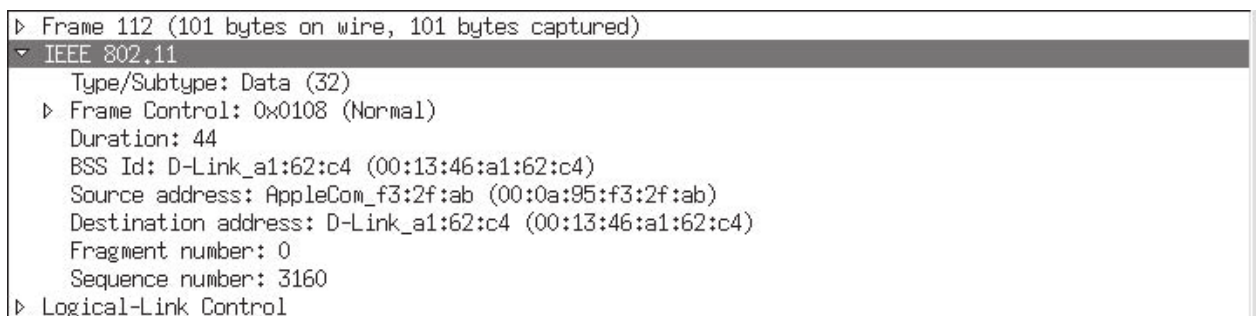 Frame 112 (101 bytes on wire, 101 bytes captured)
IEEE 802.11
Type/Subtype: Data (32)
Frame Control: 0x0108 (Normal)
Duration: 44
BSS Id: D-Link_a1:62:c4 (00:13:46:a1:62:c4)
Source address: AppleCom_f3:2f:ab (00:0a:95:f3:2f:ab)
Destination address: D-Link_a1:62:c4 (00:13:46:a1:62:c4)
Fragment number: 0
Sequence number: 3160
Logical-Link Control